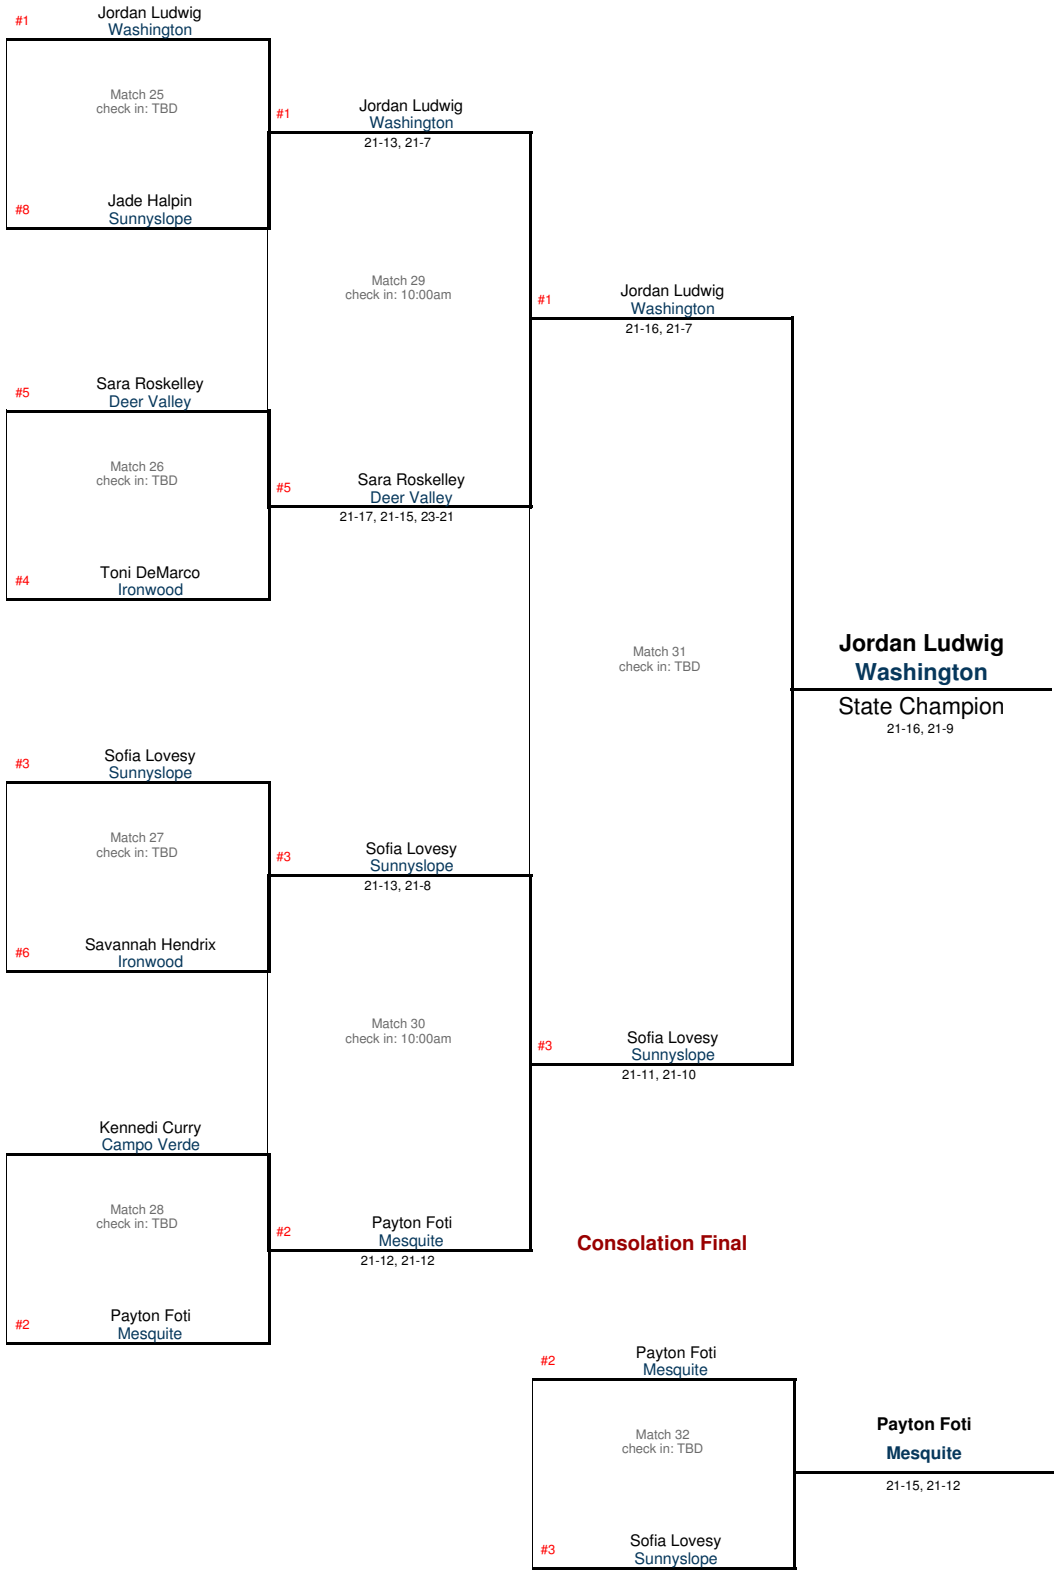 #1
Jordan Ludwig
Washington
Match 25
check in: TBD
#1
Jordan Ludwig
Washington
21-13, 21-7
#8
Jade Halpin
Sunnyslope
Match 29
check in: 10:00am
#1
Jordan Ludwig
Washington
21-16, 21-7
#5
Sara Roskelley
Deer Valley
Match 26
check in: TBD
#5
Sara Roskelley
Deer Valley
21-17, 21-15, 23-21
#4
Toni DeMarco
Ironwood
Match 31
check in: TBD
Jordan Ludwig
Washington
State Champion
21-16, 21-9
#3
Sofia Lovesy
Sunnyslope
Match 27
check in: TBD
#3
Sofia Lovesy
Sunnyslope
21-13, 21-8
#6
Savannah Hendrix
Ironwood
Match 30
check in: 10:00am
#3
Sofia Lovesy
Sunnyslope
21-11, 21-10
Kennedi Curry
Campo Verde
Match 28
check in: TBD
#2
Payton Foti
Mesquite
21-12, 21-12
Consolation Final
#2
Payton Foti
Mesquite
#2
Payton Foti
Mesquite
Match 32
check in: TBD
Payton Foti
Mesquite
21-15, 21-12
#3
Sofia Lovesy
Sunnyslope